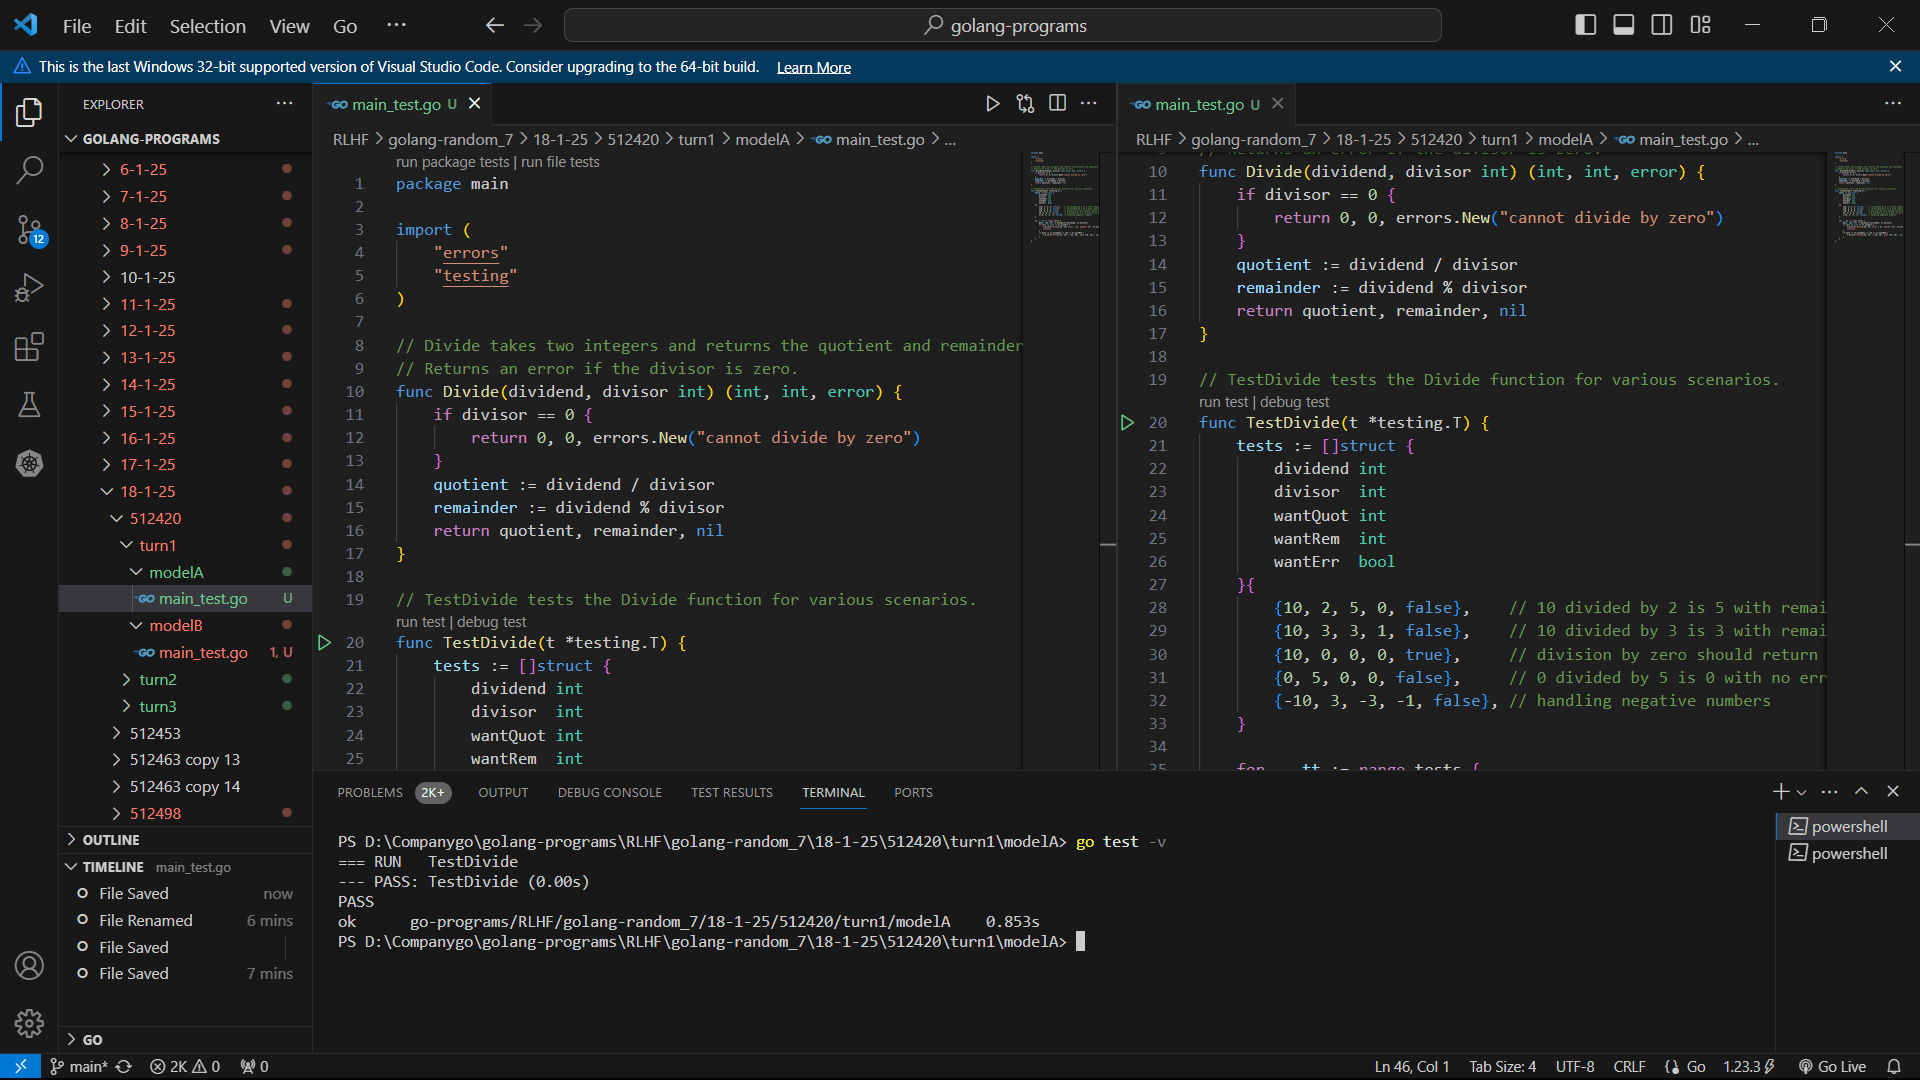 File Edit Selection View Go ··· golang-programs
This is the last Windows 32-bit supported version of Visual Studio Code. Consider upgrading to the 64-bit build. Learn More
EXPLORER
GOLANG-PROGRAMS
6-1-25
7-1-25
8-1-25
9-1-25
10-1-25
11-1-25
12-1-25
13-1-25
14-1-25
15-1-25
16-1-25
17-1-25
18-1-25
512420
turn1
modelA
main_test.go U
modelB
main_test.go 1, U
turn2
turn3
512453
512463 copy 13
512463 copy 14
512498
OUTLINE
TIMELINE main_test.go
File Saved now
File Renamed 6 mins
File Saved
File Saved 7 mins
GO
12
main_test.go U
RLHF > golang-random_7 > 18-1-25 > 512420 > turn1 > modelA > main_test.go > ...
run package tests | run file tests
1 package main
2
3 import (
4 "errors"
5 "testing"
6 )
7
8 // Divide takes two integers and returns the quotient and remainder
9 // Returns an error if the divisor is zero.
10 func Divide(dividend, divisor int) (int, int, error) {
11 if divisor == 0 {
12 return 0, 0, errors.New("cannot divide by zero")
13 }
14 quotient := dividend / divisor
15 remainder := dividend % divisor
16 return quotient, remainder, nil
17 }
18
19 // TestDivide tests the Divide function for various scenarios.
run test | debug test
20 func TestDivide(t *testing.T) {
21 tests := []struct {
22 dividend int
23 divisor int
24 wantQuot int
25 wantRem int
main_test.go U
RLHF > golang-random_7 > 18-1-25 > 512420 > turn1 > modelA > main_test.go > ...
// Returns an error if the divisor is zero.
10 func Divide(dividend, divisor int) (int, int, error) {
11 if divisor == 0 {
12 return 0, 0, errors.New("cannot divide by zero")
13 }
14 quotient := dividend / divisor
15 remainder := dividend % divisor
16 return quotient, remainder, nil
17 }
18
19 // TestDivide tests the Divide function for various scenarios.
run test | debug test
20 func TestDivide(t *testing.T) {
21 tests := []struct {
22 dividend int
23 divisor int
24 wantQuot int
25 wantRem int
26 wantErr bool
27 }{
28 {10, 2, 5, 0, false}, // 10 divided by 2 is 5 with remai
29 {10, 3, 3, 1, false}, // 10 divided by 3 is 3 with remai
30 {10, 0, 0, 0, true}, // division by zero should return
31 {0, 5, 0, 0, false}, // 0 divided by 5 is 0 with no err
32 {-10, 3, -3, -1, false}, // handling negative numbers
33 }
34
35 for _, tt := range tests {
PROBLEMS 2K+ OUTPUT DEBUG CONSOLE TEST RESULTS TERMINAL PORTS
PS D:\Companygo\golang-programs\RLHF\golang-random_7\18-1-25\512420\turn1\modelA> go test -v
=== RUN TestDivide
--- PASS: TestDivide (0.00s)
PASS
ok go-programs/RLHF/golang-random_7/18-1-25/512420/turn1/modelA 0.853s
PS D:\Companygo\golang-programs\RLHF\golang-random_7\18-1-25\512420\turn1\modelA>
powershell
powershell
main* 2K 0 0 Ln 46, Col 1 Tab Size: 4 UTF-8 CRLF Go 1.23.3 Go Live